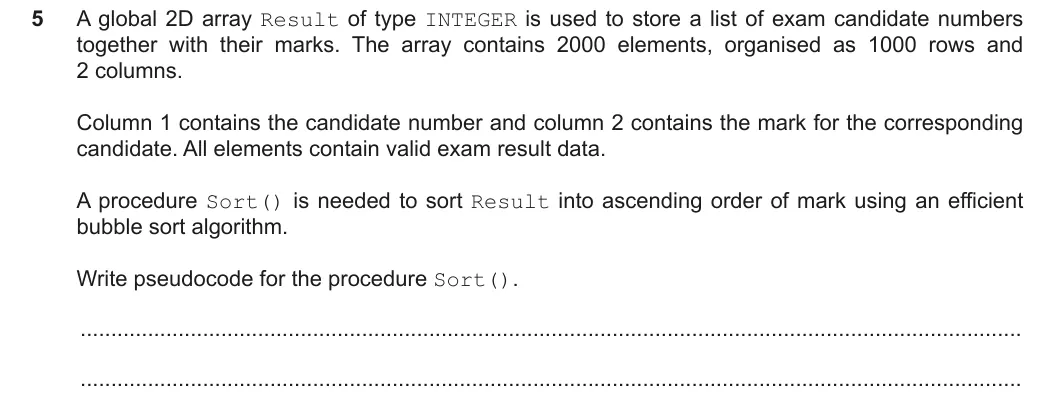 5 A global 2D array Result of type INTEGER is used to store a list of exam candidate numbers
together with their marks. The array contains 2000 elements, organised as 1000 rows and
2 columns.
Column 1 contains the candidate number and column 2 contains the mark for the corresponding
candidate. All elements contain valid exam result data.
A procedure Sort() is needed to sort Result into ascending order of mark using an efficient
bubble sort algorithm.
Write pseudocode for the procedure Sort().